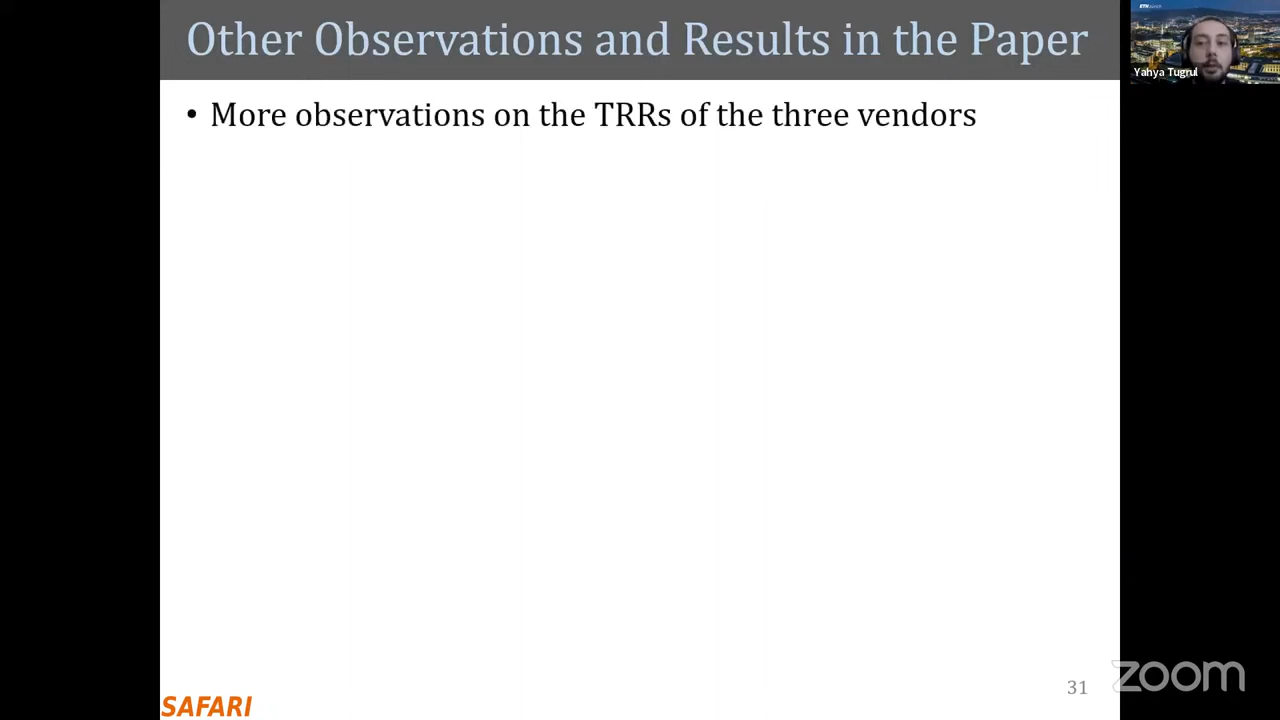 Other Observations and Results in the Paper
• More observations on the TRRs of the three vendors
Yahya Tugrul
31
SAFARI
zoom